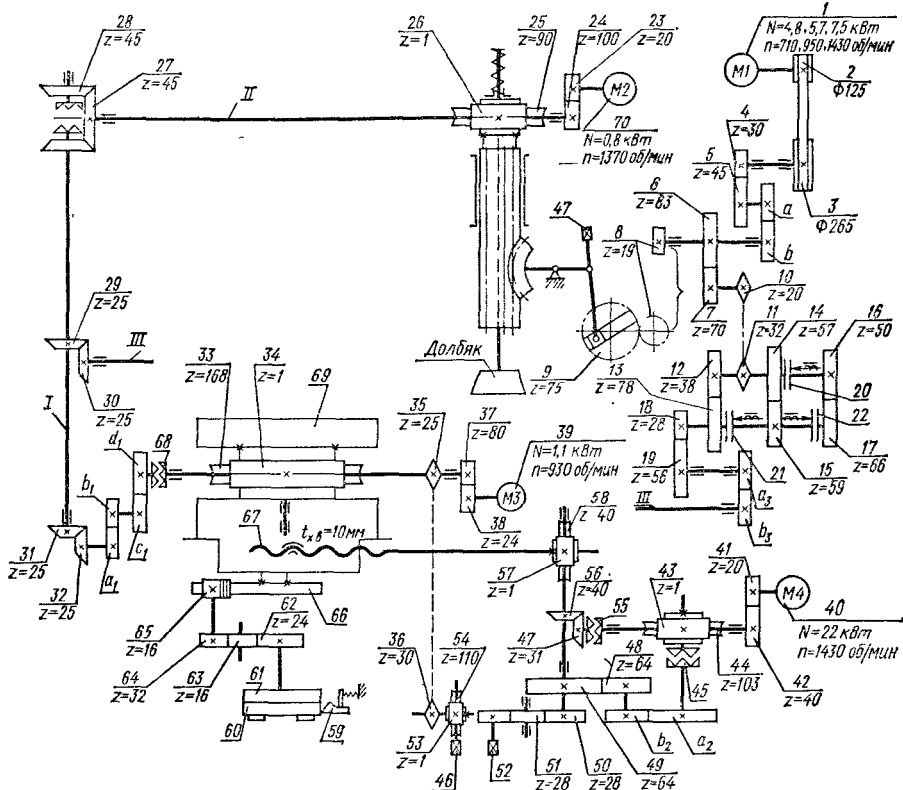 28
z=45
27
z=45
II
26
z=1
25
z=90
24
z=100
23
z=20
M2
70
N=0,8 кВт
n=1370 об/мин
1
N=4,8, 5,7, 7,5 кВт
n=710, 950, 1430 об/мин
M1
2
Ф125
3
Ф265
4
z=30
5
z=45
a
b
6
z=83
7
z=70
8
z=19
47
9
z=75
Долбяк
10
z=20
11
z=32
14
z=57
16
z=50
12
z=38
13
z=78
20
22
18
z=28
19
z=56
21
15
z=59
17
z=66
III
a3
b3
29
z=25
III
30
z=25
I
33
z=168
34
z=1
69
35
z=25
37
z=80
39
N=1,1 кВт
n=930 об/мин
M3
38
z=24
d1
68
b1
c1
a1
31
z=25
32
z=25
67
tх.в=10мм
58
z=40
57
z=1
56
z=40
55
43
z=1
41
z=20
M4
40
N=22 кВт
n=1430 об/мин
42
z=40
44
z=103
45
47
z=31
48
z=64
65
z=16
66
62
z=24
64
z=32
63
z=16
61
60
59
36
z=30
54
z=110
53
z=1
46
52
51
z=28
50
z=28
49
z=64
b2
a2